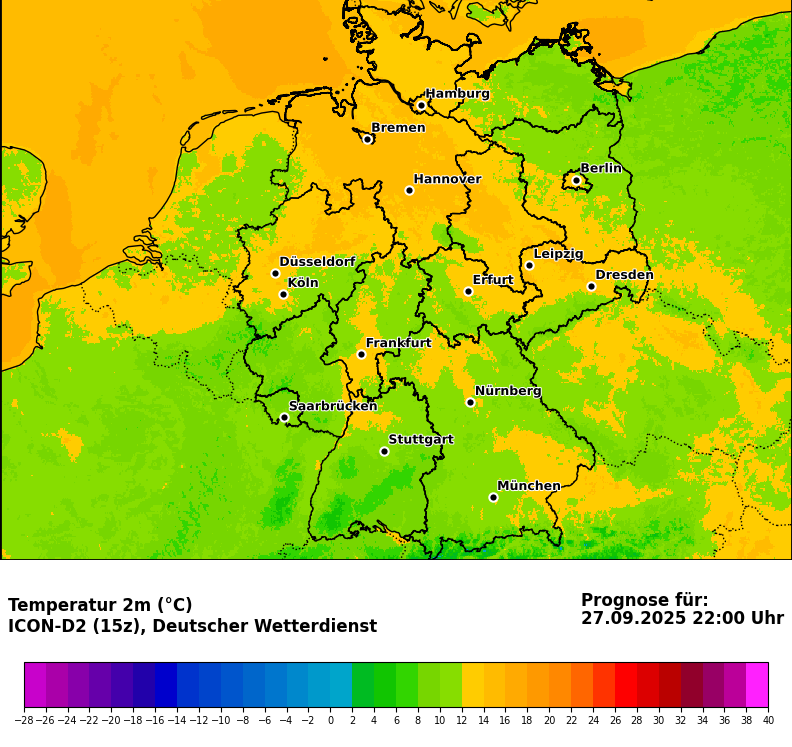 Hamburg
Bremen
Berlin
Hannover
Leipzig
Düsseldorf
Dresden
Köln
Erfurt
Frankfurt
Nürnberg
Saarbrücken
Stuttgart
München
Temperatur 2m (°C)
ICON-D2 (15z), Deutscher Wetterdienst
Prognose für:
27.09.2025 22:00 Uhr
−28 −26 −24 −22 −20 −18 −16 −14 −12 −10 −8 −6 −4 −2 0 2 4 6 8 10 12 14 16 18 20 22 24 26 28 30 32 34 36 38 40